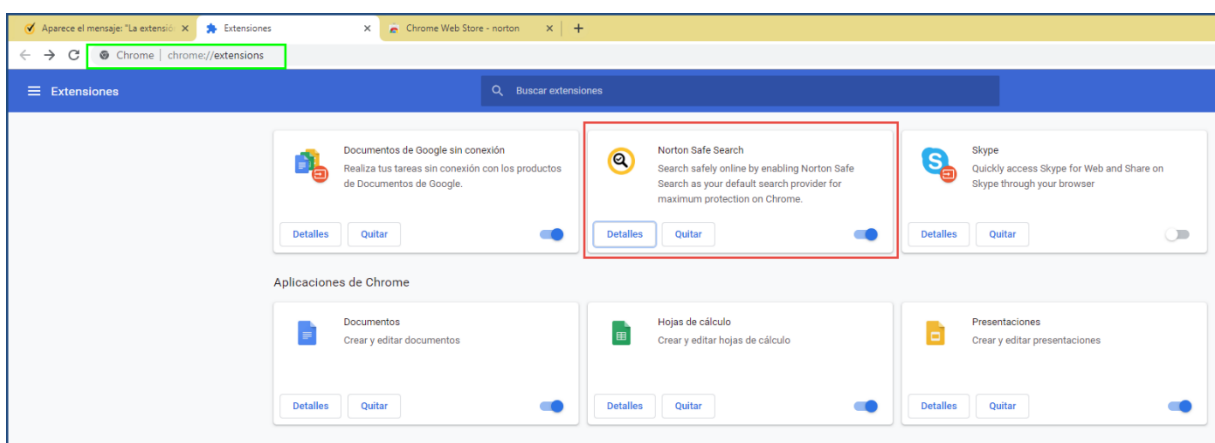 Aparece el mensaje: "La extensió
Extensiones
Chrome Web Store - norton
Chrome | chrome://extensions
Extensiones
Buscar extensiones
Documentos de Google sin conexión
Realiza tus tareas sin conexión con los productos
de Documentos de Google.
Detalles
Quitar
Norton Safe Search
Search safely online by enabling Norton Safe
Search as your default search provider for
maximum protection on Chrome.
Detalles
Quitar
Skype
Quickly access Skype for Web and Share on
Skype through your browser
Detalles
Quitar
Aplicaciones de Chrome
Documentos
Crear y editar documentos
Detalles
Quitar
Hojas de cálculo
Crear y editar hojas de cálculo
Detalles
Quitar
Presentaciones
Crear y editar presentaciones
Detalles
Quitar